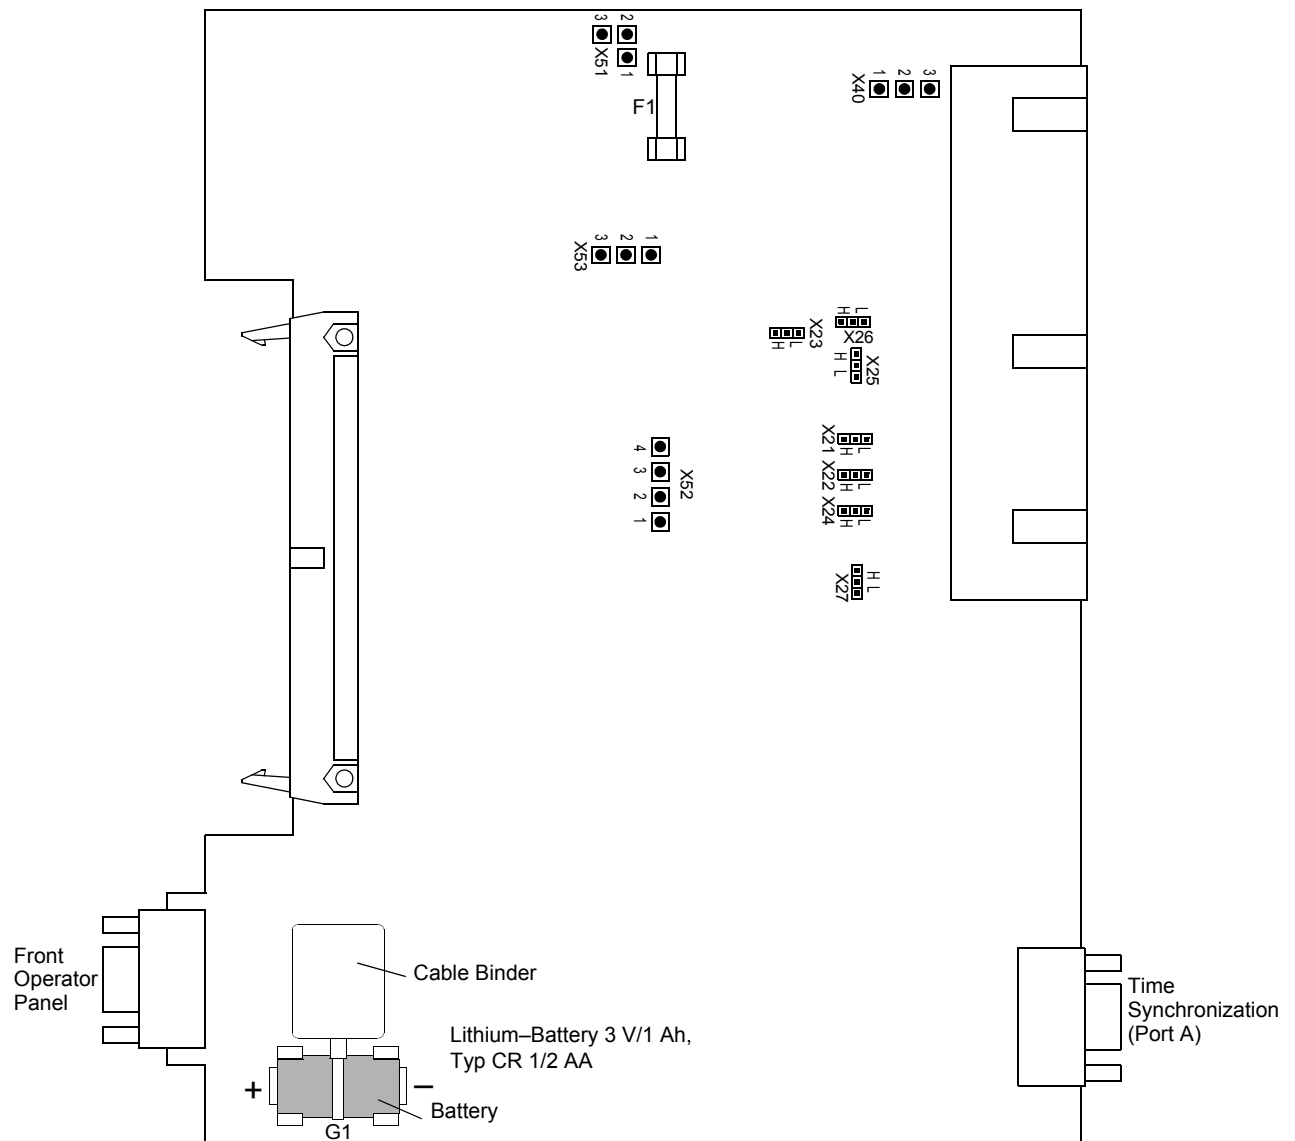 3 2
X51
1
F1
X40
1 2 3
X53
3 2 1
X23
H L
H L
X26
H L
X25
X21
H L
X22
H L
X24
H L
X27
H L
4
3
2
1
X52
Front
Operator
Panel
Cable Binder
Lithium–Battery 3 V/1 Ah,
Typ CR 1/2 AA
+
–
Battery
G1
Time
Synchronization
(Port A)